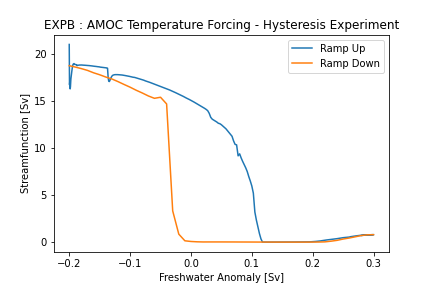 EXPB : AMOC Temperature Forcing - Hysteresis Experiment
Ramp Up
Ramp Down
Streamfunction [Sv]
20
15
10
5
0
−0.2 −0.1 0.0 0.1 0.2 0.3
Freshwater Anomaly [Sv]